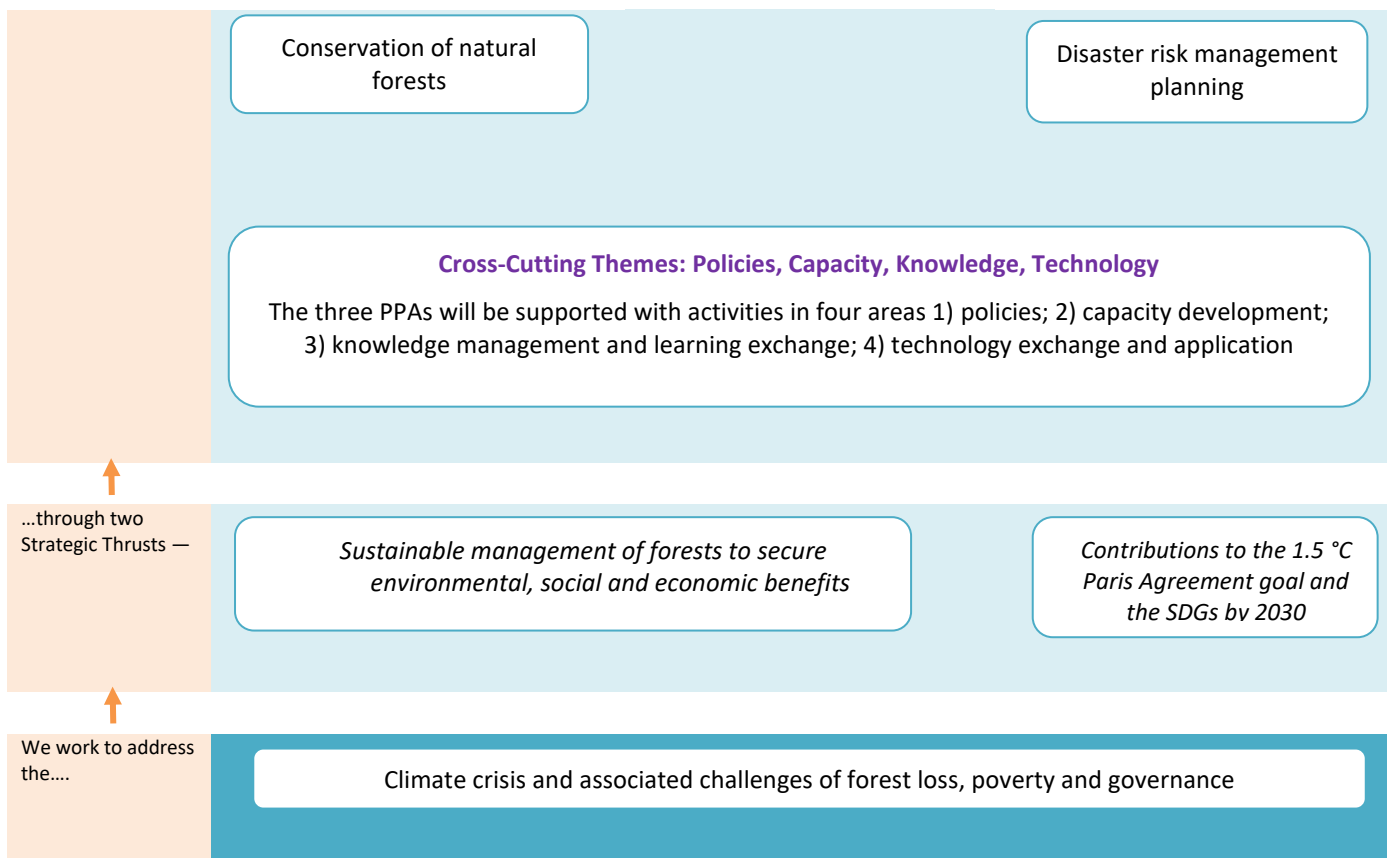 Conservation of natural
forests
Disaster risk management
planning
Cross-Cutting Themes: Policies, Capacity, Knowledge, Technology
The three PPAs will be supported with activities in four areas 1) policies; 2) capacity development;
3) knowledge management and learning exchange; 4) technology exchange and application
…through two
Strategic Thrusts —
Sustainable management of forests to secure
environmental, social and economic benefits
Contributions to the 1.5 °C
Paris Agreement goal and
the SDGs by 2030
We work to address
the….
Climate crisis and associated challenges of forest loss, poverty and governance